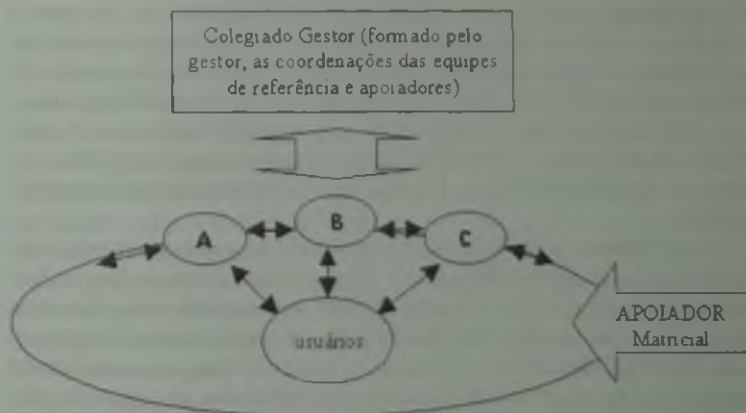 Colegiado Gestor (formado pelo
gestor, as coordenações das equipes
de referência e apoiadores)
A
B
C
usuários
APOIADOR
Matricial